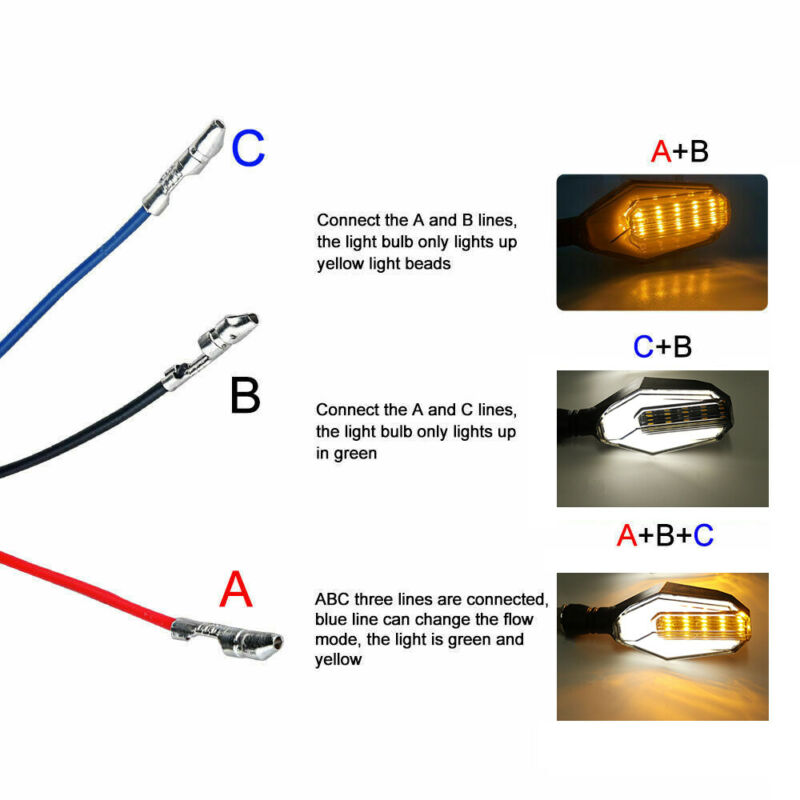 C
A+B
Connect the A and B lines,
the light bulb only lights up
yellow light beads
C+B
B
Connect the A and C lines,
the light bulb only lights up
in green
A+B+C
A
ABC three lines are connected,
blue line can change the flow
mode, the light is green and
yellow